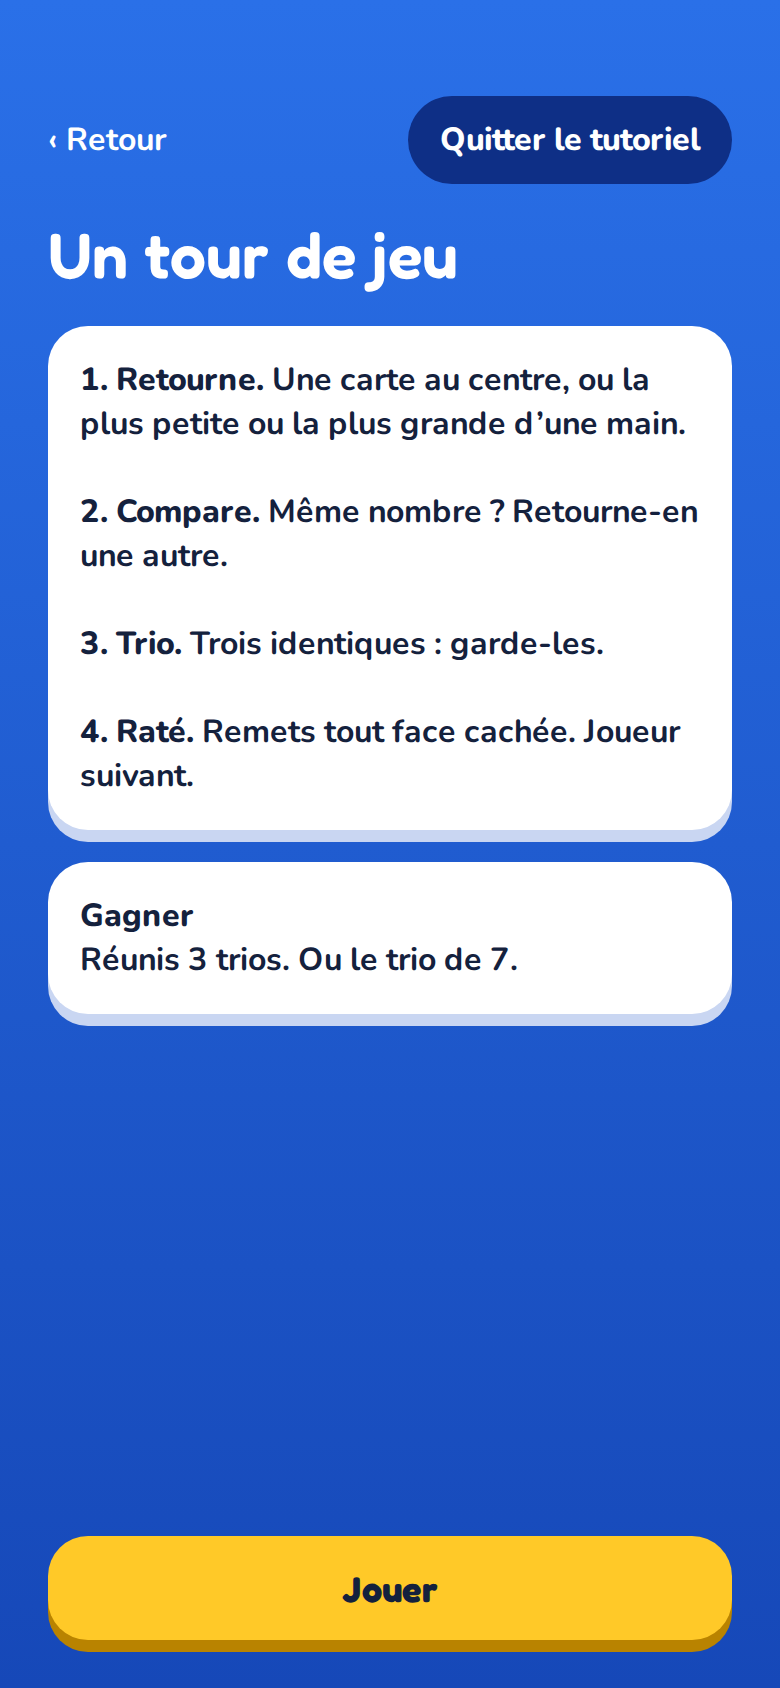 ‹ Retour
Quitter le tutoriel
Un tour de jeu
1. Retourne. Une carte au centre, ou la
plus petite ou la plus grande d’une main.
2. Compare. Même nombre ? Retourne-en
une autre.
3. Trio. Trois identiques : garde-les.
4. Raté. Remets tout face cachée. Joueur
suivant.
Gagner
Réunis 3 trios. Ou le trio de 7.
Jouer